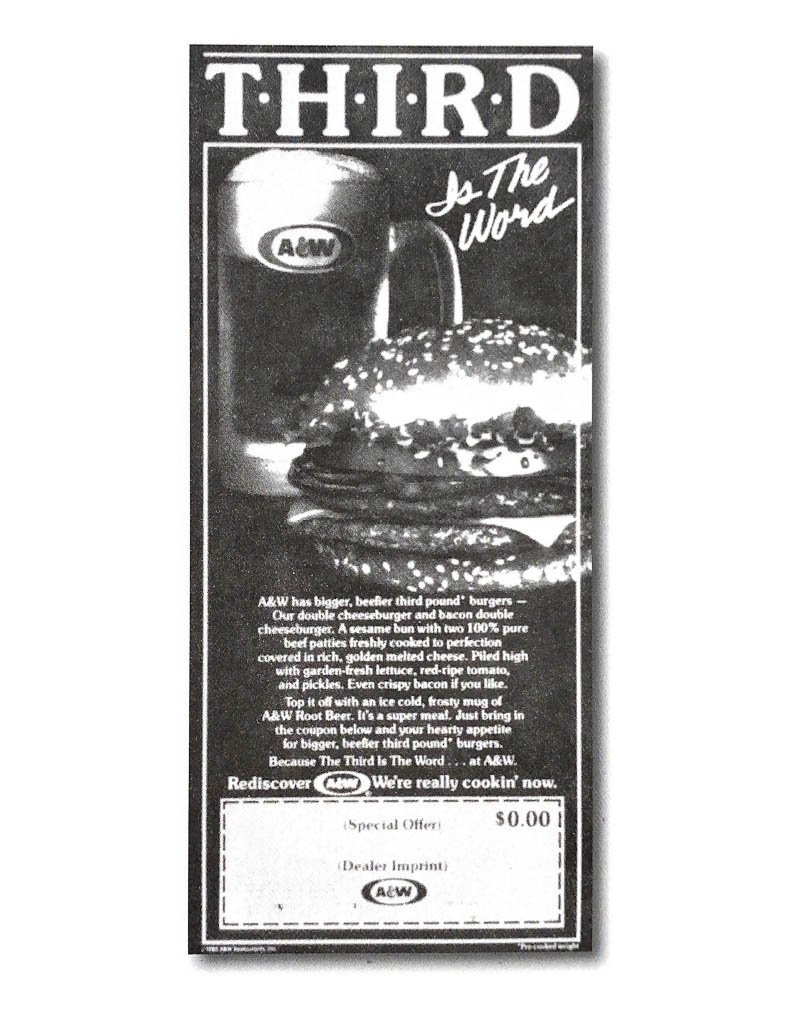 T·H·I·R·D
Is The
Word
A&W
A&W has bigger, beefier third pound* burgers —
Our double cheeseburger and bacon double
cheeseburger. A sesame bun with two 100% pure
beef patties freshly cooked to perfection
covered in rich, golden melted cheese. Piled high
with garden-fresh lettuce, red-ripe tomato,
and pickles. Even crispy bacon if you like.
Top it off with an ice cold, frosty mug of
A&W Root Beer. It's a super meal. Just bring in
the coupon below and your hearty appetite
for bigger, beefier third pound* burgers.
Because The Third Is The Word . . . at A&W.
Rediscover A&W® We're really cookin' now.
(Special Offer) $0.00
(Dealer Imprint)
A&W
A&W Restaurants, Inc. *Pre-cooked weight